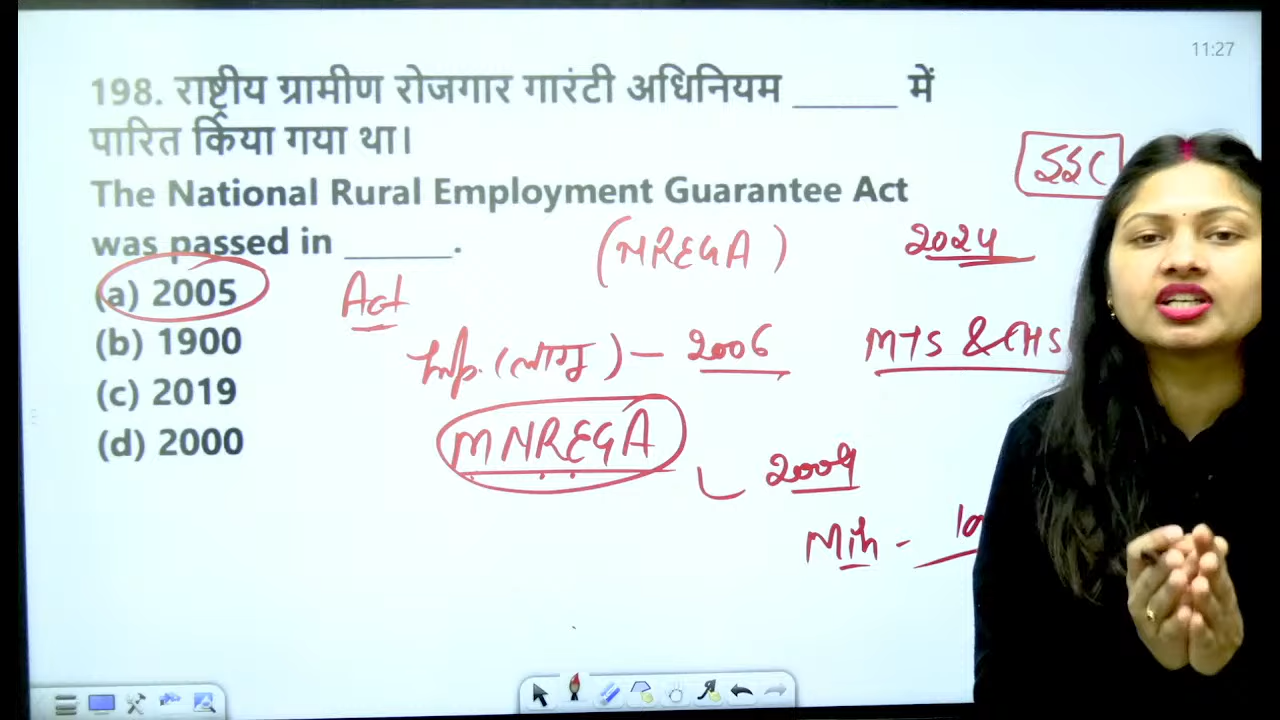 11:27
198. राष्ट्रीय ग्रामीण रोजगार गारंटी अधिनियम ______ में
पारित किया गया था।
SSC
The National Rural Employment Guarantee Act
was passed in ______.
(NREGA)
2024
(a) 2005
Act
(b) 1900
Imp. (लागू) – 2006
MTS & CHS
(c) 2019
MNREGA
(d) 2000
2009
Min -